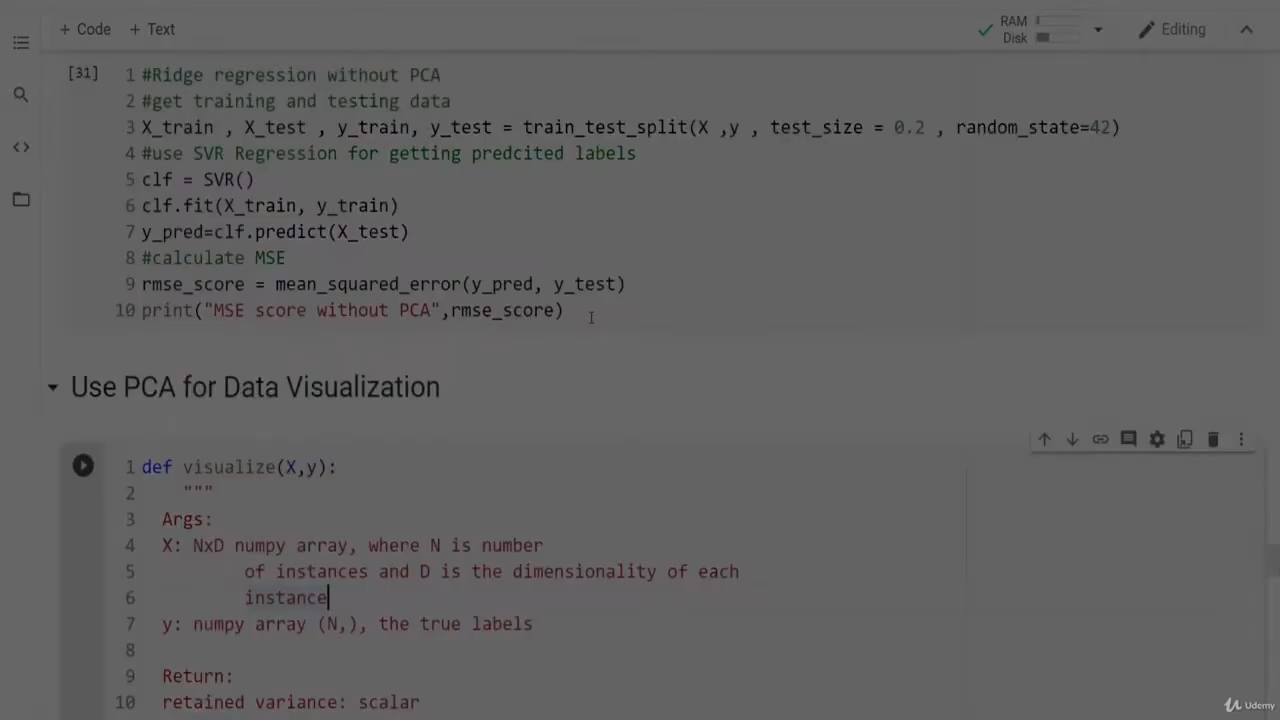 + Code + Text
RAM
Disk
Editing
[31]
1 #Ridge regression without PCA
2 #get training and testing data
3 X_train , X_test , y_train, y_test = train_test_split(X ,y , test_size = 0.2 , random_state=42)
4 #use SVR Regression for getting predcited labels
5 clf = SVR()
6 clf.fit(X_train, y_train)
7 y_pred=clf.predict(X_test)
8 #calculate MSE
9 rmse_score = mean_squared_error(y_pred, y_test)
10 print("MSE score without PCA",rmse_score)
Use PCA for Data Visualization
1 def visualize(X,y):
2 """
3 Args:
4 X: NxD numpy array, where N is number
5 of instances and D is the dimensionality of each
6 instance
7 y: numpy array (N,), the true labels
8
9 Return:
10 retained variance: scalar
Udemy